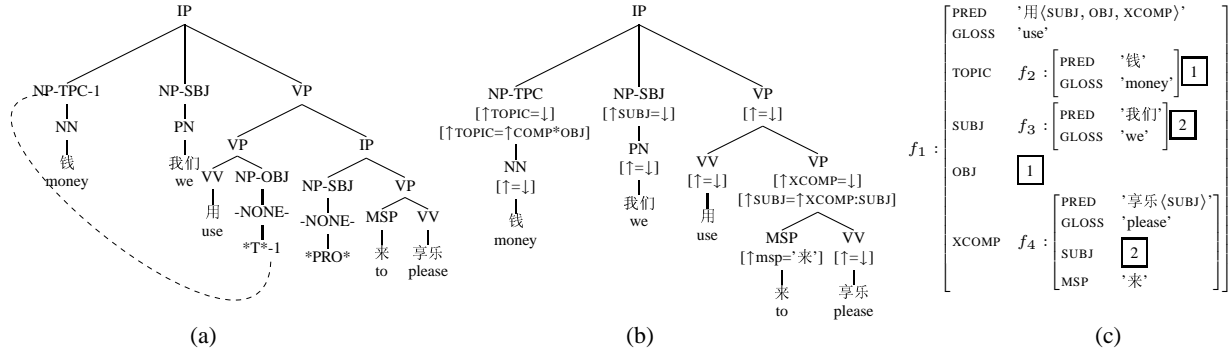 IP
NP-TPC-1 NP-SBJ VP
NN PN VP IP
钱 我们 VV NP-OBJ NP-SBJ VP
money we 用 -NONE- -NONE- MSP VV
use *T*-1 *PRO* 来 享乐
to please
(a)
IP
NP-TPC NP-SBJ VP
[↑TOPIC=↓] [↑SUBJ=↓] [↑=↓]
[↑TOPIC=↑COMP*OBJ]
NN PN VV VP
[↑=↓] [↑=↓] [↑=↓] [↑XCOMP=↓]
[↑SUBJ=↑XCOMP:SUBJ]
钱 我们 用 MSP VV
money we use [↑msp='来'] [↑=↓]
来 享乐
to please
(b)
f1 :
PRED '用⟨SUBJ, OBJ, XCOMP⟩'
GLOSS 'use'
TOPIC f2 : PRED '钱' GLOSS 'money' 1
SUBJ f3 : PRED '我们' GLOSS 'we' 2
OBJ 1
XCOMP f4 : PRED '享乐⟨SUBJ⟩'
GLOSS 'please'
SUBJ 2
MSP '来'
(c)